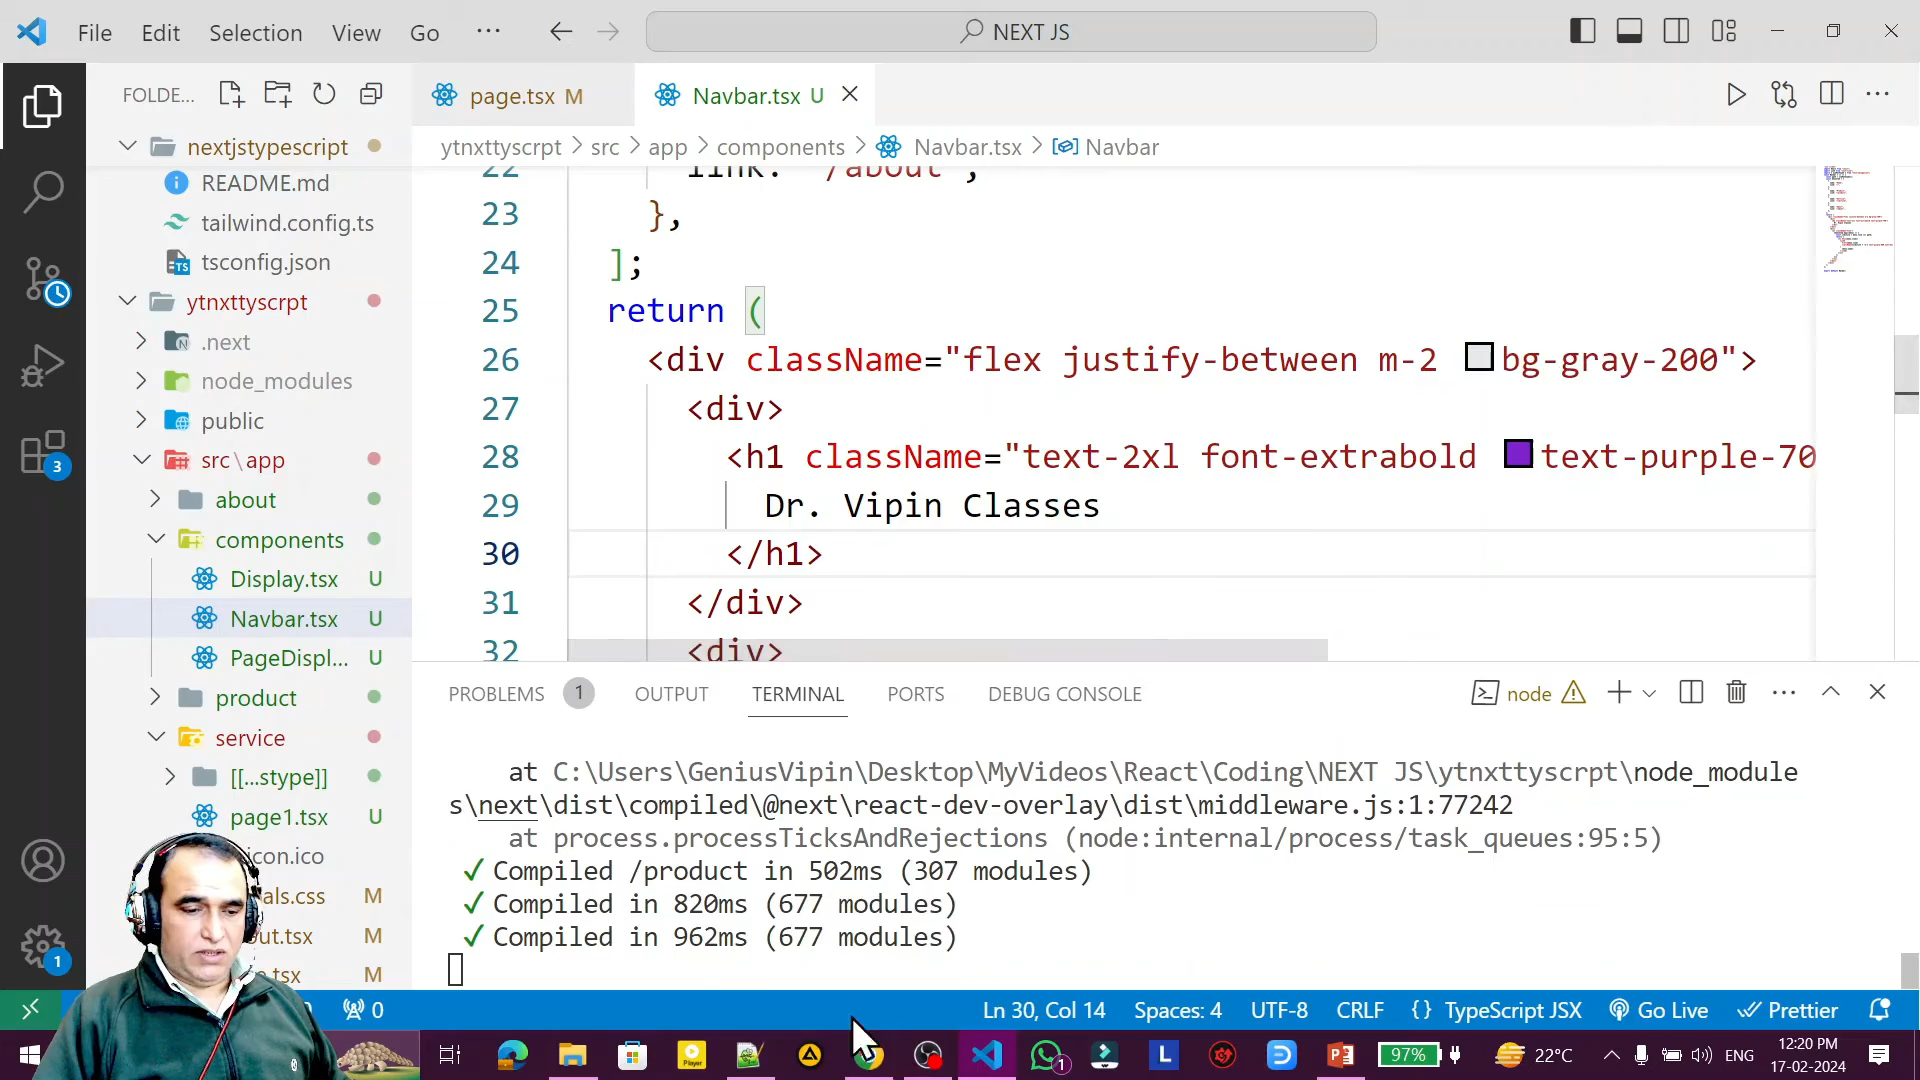 File Edit Selection View Go ··· NEXT JS
FOLDE...
page.tsx M
Navbar.tsx U
nextjstypescript
README.md
tailwind.config.ts
tsconfig.json
ytnxttyscrpt
.next
node_modules
public
src\app
about
components
Display.tsx U
Navbar.tsx U
PageDispl... U
product
service
[[...stype]]
page1.tsx U
icon.ico
als.css M
out.tsx M
.tsx M
3
1
ytnxttyscrpt > src > app > components > Navbar.tsx > Navbar
22 link: "/about",
23 },
24 ];
25 return (
26 <div className="flex justify-between m-2 bg-gray-200">
27 <div>
28 <h1 className="text-2xl font-extrabold text-purple-70
29 Dr. Vipin Classes
30 </h1>
31 </div>
32 <div>
PROBLEMS 1 OUTPUT TERMINAL PORTS DEBUG CONSOLE
node
at C:\Users\GeniusVipin\Desktop\MyVideos\React\Coding\NEXT JS\ytnxttyscrpt\node_module
s\next\dist\compiled\@next\react-dev-overlay\dist\middleware.js:1:77242
at process.processTicksAndRejections (node:internal/process/task_queues:95:5)
✓ Compiled /product in 502ms (307 modules)
✓ Compiled in 820ms (677 modules)
✓ Compiled in 962ms (677 modules)
0 Ln 30, Col 14 Spaces: 4 UTF-8 CRLF {} TypeScript JSX Go Live Prettier
Player
L
1
97%
22°C
ENG
12:20 PM
17-02-2024